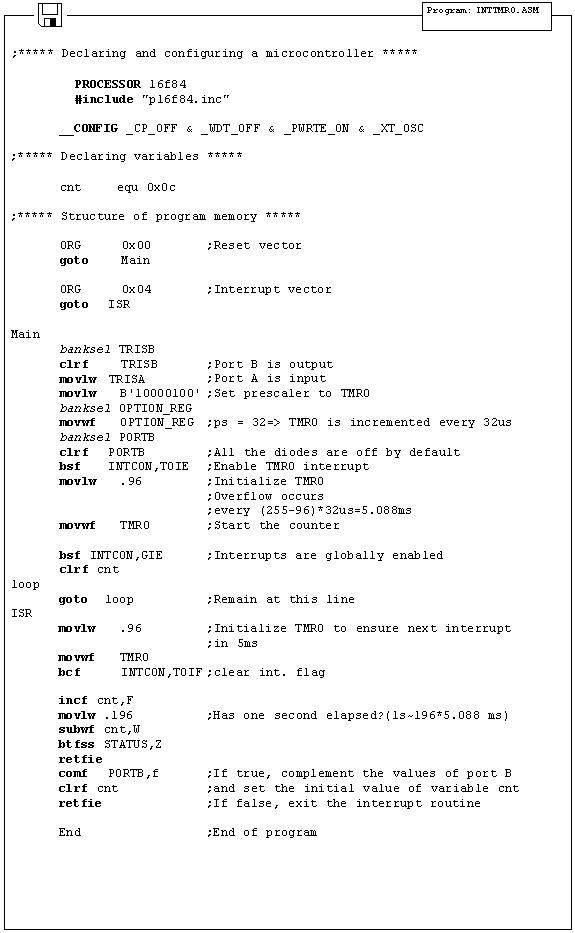 Program: INTTMR0.ASM
;***** Declaring and configuring a microcontroller *****
PROCESSOR 16f84
#include "p16f84.inc"
__CONFIG _CP_OFF & _WDT_OFF & _PWRTE_ON & _XT_OSC
;***** Declaring variables *****
cnt equ 0x0c
;***** Structure of program memory *****
ORG 0x00 ;Reset vector
goto Main
ORG 0x04 ;Interrupt vector
goto ISR
Main
banksel TRISB
clrf TRISB ;Port B is output
movlw TRISA ;Port A is input
movlw B'10000100' ;Set prescaler to TMR0
banksel OPTION_REG
movwf OPTION_REG ;ps = 32=> TMR0 is incremented every 32us
banksel PORTB
clrf PORTB ;All the diodes are off by default
bsf INTCON,TOIE ;Enable TMR0 interrupt
movlw .96 ;Initialize TMR0
;Overflow occurs
;every (255-96)*32us=5.088ms
movwf TMR0 ;Start the counter
bsf INTCON,GIE ;Interrupts are globally enabled
clrf cnt
loop
goto loop ;Remain at this line
ISR
movlw .96 ;Initialize TMR0 to ensure next interrupt
;in 5ms
movwf TMR0
bcf INTCON,TOIF ;clear int. flag
incf cnt,F
movlw .196 ;Has one second elapsed?(1s~196*5.088 ms)
subwf cnt,W
btfss STATUS,Z
retfie
comf PORTB,f ;If true, complement the values of port B
clrf cnt ;and set the initial value of variable cnt
retfie ;If false, exit the interrupt routine
End ;End of program